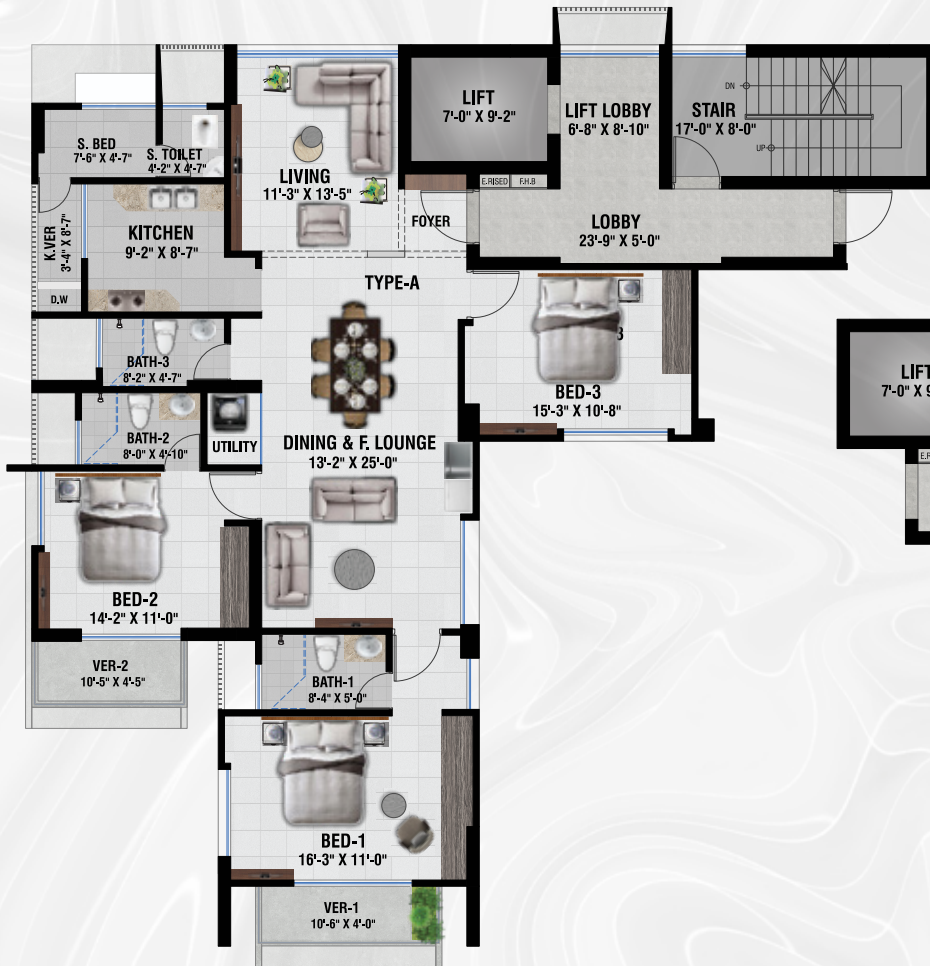 LIFT
7'-0" X 9'-2"
LIFT LOBBY
6'-8" X 8'-10"
STAIR
17'-0" X 8'-0"
DN
UP
S. BED
7'-6" X 4'-7"
S. TOILET
4'-2" X 4'-7"
LIVING
11'-3" X 13'-5"
E.RISED
F.H.B
FOYER
LOBBY
23'-9" X 5'-0"
KITCHEN
9'-2" X 8'-7"
K.VER
3'-4" X 8'-7"
D.W
TYPE-A
BATH-3
8'-2" X 4'-7"
BED-3
15'-3" X 10'-8"
LIFT
7'-0" X 9
BATH-2
8'-0" X 4'-10"
UTILITY
DINING & F. LOUNGE
13'-2" X 25'-0"
BED-2
14'-2" X 11'-0"
VER-2
10'-5" X 4'-5"
BATH-1
8'-4" X 5'-0"
BED-1
16'-3" X 11'-0"
VER-1
10'-6" X 4'-0"